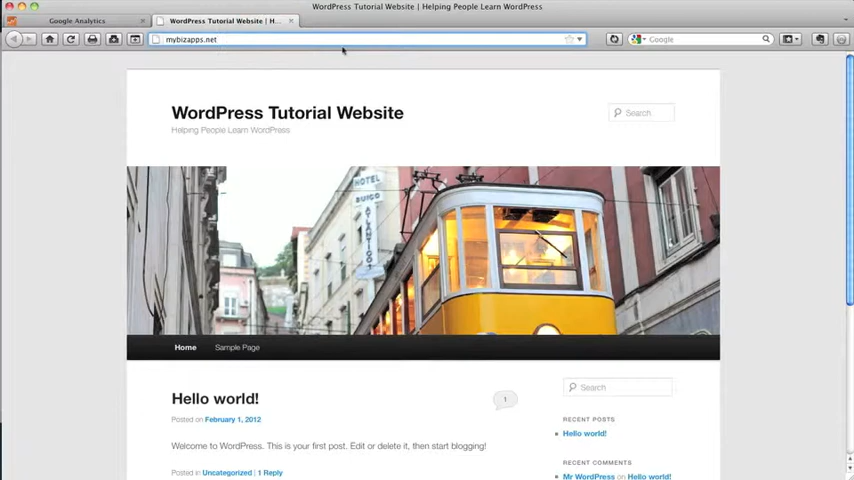 WordPress Tutorial Website | Helping People Learn WordPress
Google Analytics
WordPress Tutorial Website | H...
mybizapps.net
Google
WordPress Tutorial Website
Helping People Learn WordPress
Search
HOTEL
SUIÇO
ATLANTICO
Home
Sample Page
Hello world!
1
Search
Posted on February 1, 2012
RECENT POSTS
Hello world!
Welcome to WordPress. This is your first post. Edit or delete it, then start blogging!
RECENT COMMENTS
Posted in Uncategorized | 1 Reply
Mr WordPress on Hello world!